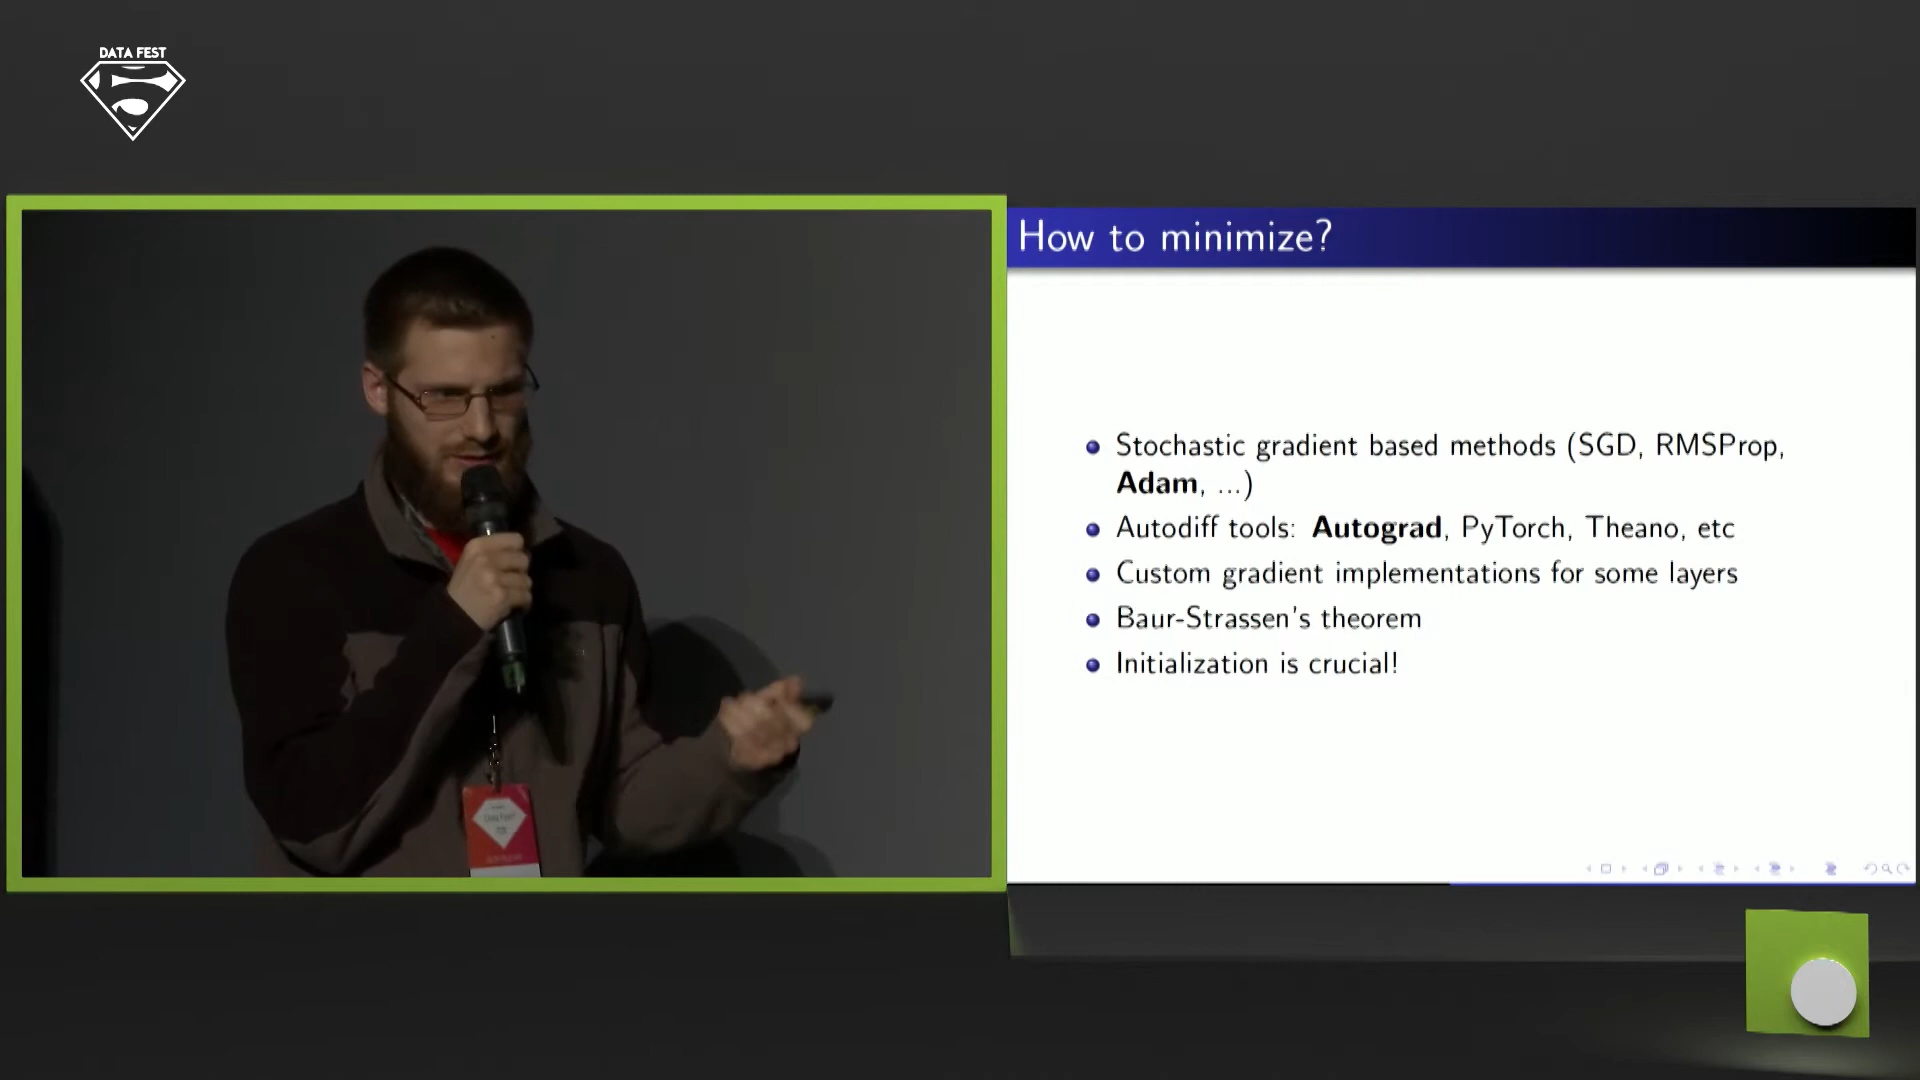 DATA FEST
How to minimize?
Stochastic gradient based methods (SGD, RMSProp,
Adam, ...)
Autodiff tools: Autograd, PyTorch, Theano, etc
Custom gradient implementations for some layers
Baur-Strassen's theorem
Initialization is crucial!